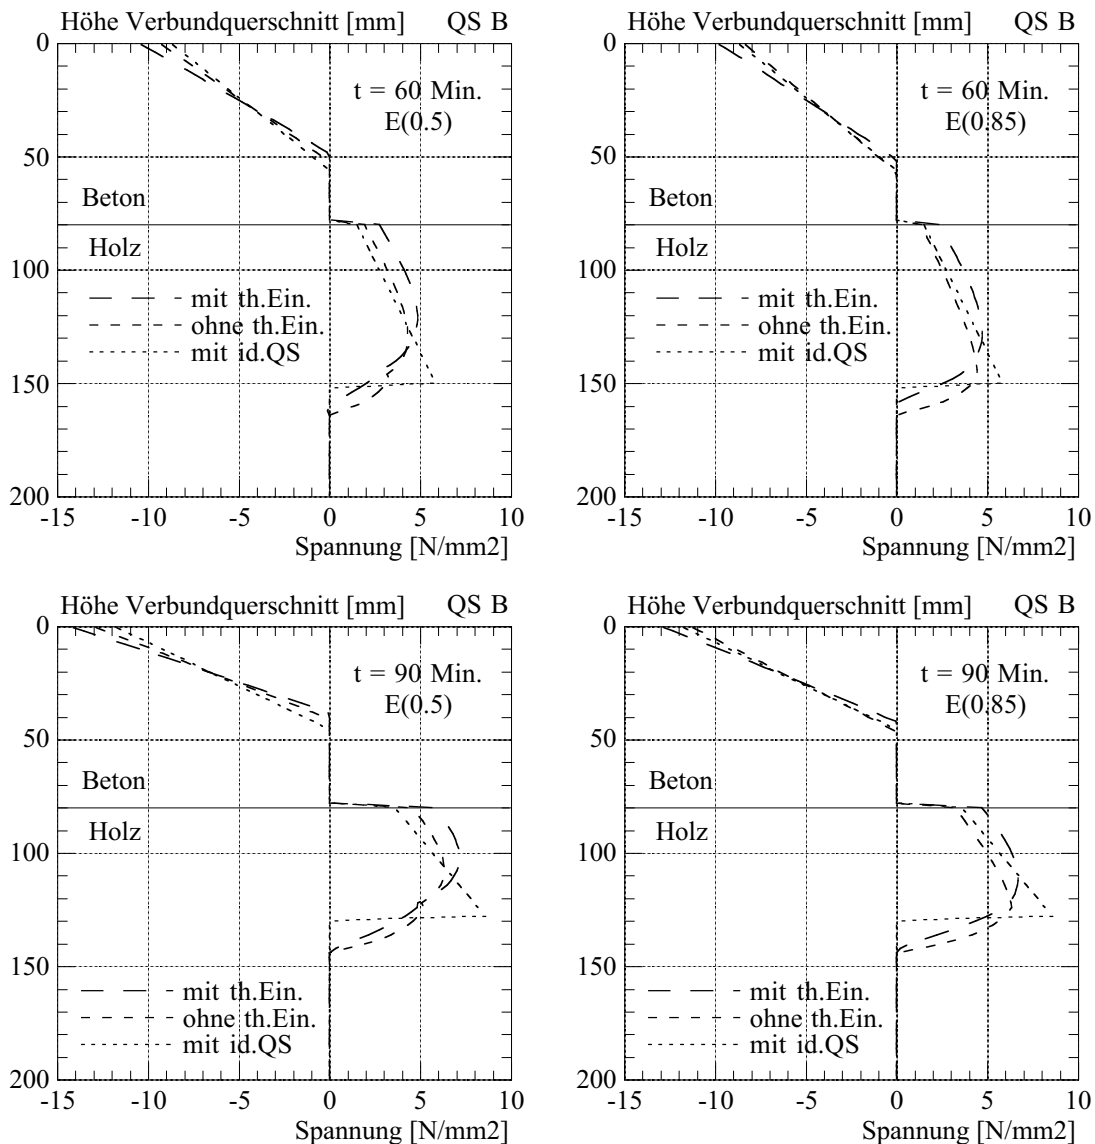 Höhe Verbundquerschnitt [mm] QS B
0
50
100
150
200
t = 60 Min.
E(0.5)
Beton
Holz
mit th.Ein.
ohne th.Ein.
mit id.QS
-15 -10 -5 0 5 10
Spannung [N/mm2]
Höhe Verbundquerschnitt [mm] QS B
0
50
100
150
200
t = 60 Min.
E(0.85)
Beton
Holz
mit th.Ein.
ohne th.Ein.
mit id.QS
-15 -10 -5 0 5 10
Spannung [N/mm2]
Höhe Verbundquerschnitt [mm] QS B
0
50
100
150
200
t = 90 Min.
E(0.5)
Beton
Holz
mit th.Ein.
ohne th.Ein.
mit id.QS
-15 -10 -5 0 5 10
Spannung [N/mm2]
Höhe Verbundquerschnitt [mm] QS B
0
50
100
150
200
t = 90 Min.
E(0.85)
Beton
Holz
mit th.Ein.
ohne th.Ein.
mit id.QS
-15 -10 -5 0 5 10
Spannung [N/mm2]